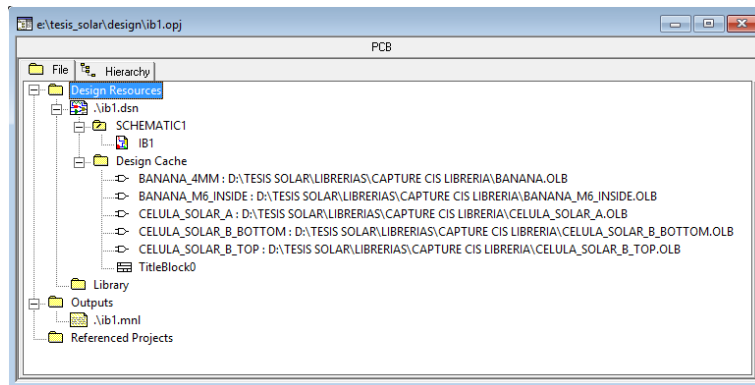 e:\tesis_solar\design\ib1.opj
PCB
File Hierarchy
Design Resources
.\ib1.dsn
SCHEMATIC1
IB1
Design Cache
BANANA_4MM : D:\TESIS SOLAR\LIBRERIAS\CAPTURE CIS LIBRERIA\BANANA.OLB
BANANA_M6_INSIDE : D:\TESIS SOLAR\LIBRERIAS\CAPTURE CIS LIBRERIA\BANANA_M6_INSIDE.OLB
CELULA_SOLAR_A : D:\TESIS SOLAR\LIBRERIAS\CAPTURE CIS LIBRERIA\CELULA_SOLAR_A.OLB
CELULA_SOLAR_B_BOTTOM : D:\TESIS SOLAR\LIBRERIAS\CAPTURE CIS LIBRERIA\CELULA_SOLAR_B_BOTTOM.OLB
CELULA_SOLAR_B_TOP : D:\TESIS SOLAR\LIBRERIAS\CAPTURE CIS LIBRERIA\CELULA_SOLAR_B_TOP.OLB
TitleBlock0
Library
Outputs
.\ib1.mnl
Referenced Projects